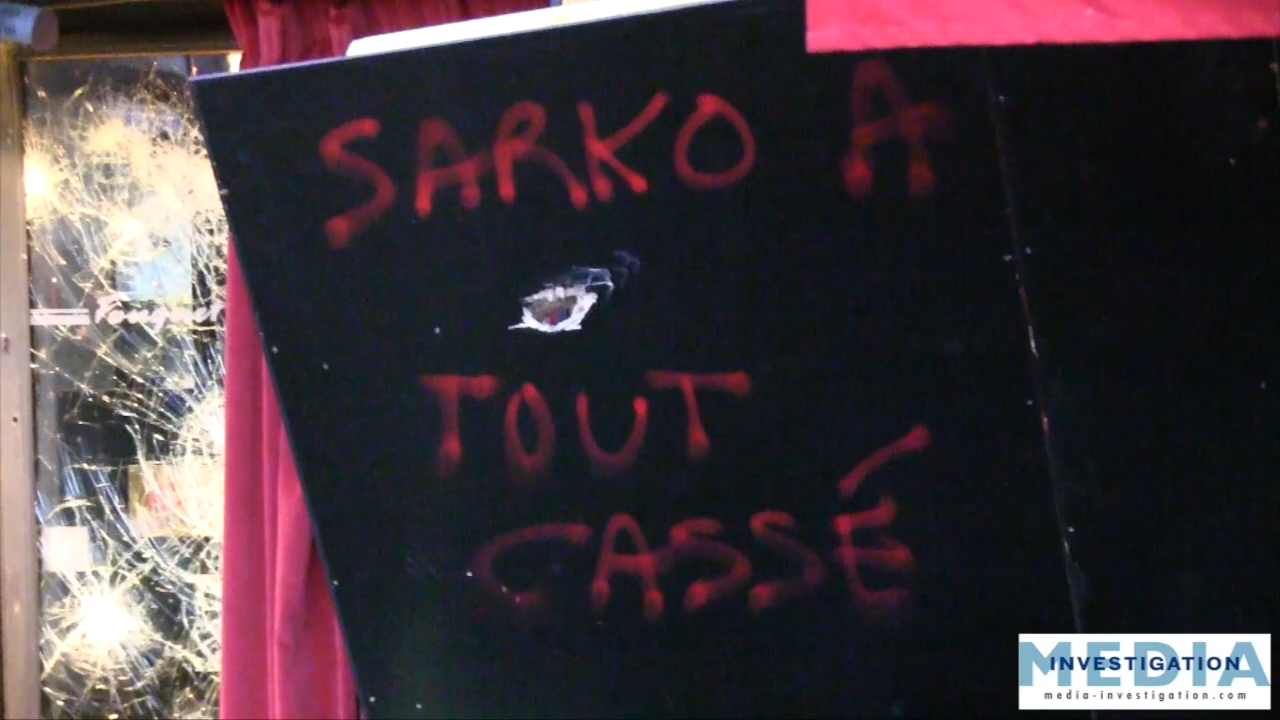 SARKO A
TOUT
CASSÉ
Fouquet's
MEDIA
INVESTIGATION
media-investigation.com